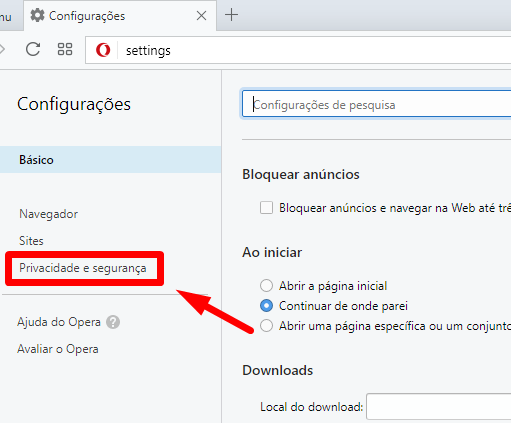 nu
Configurações
settings
Configurações
Configurações de pesquisa
Básico
Bloquear anúncios
Bloquear anúncios e navegar na Web até trê
Navegador
Sites
Privacidade e segurança
Ao iniciar
Abrir a página inicial
Continuar de onde parei
Abrir uma página específica ou um conjunto
Ajuda do Opera ?
Avaliar o Opera
Downloads
Local do download: